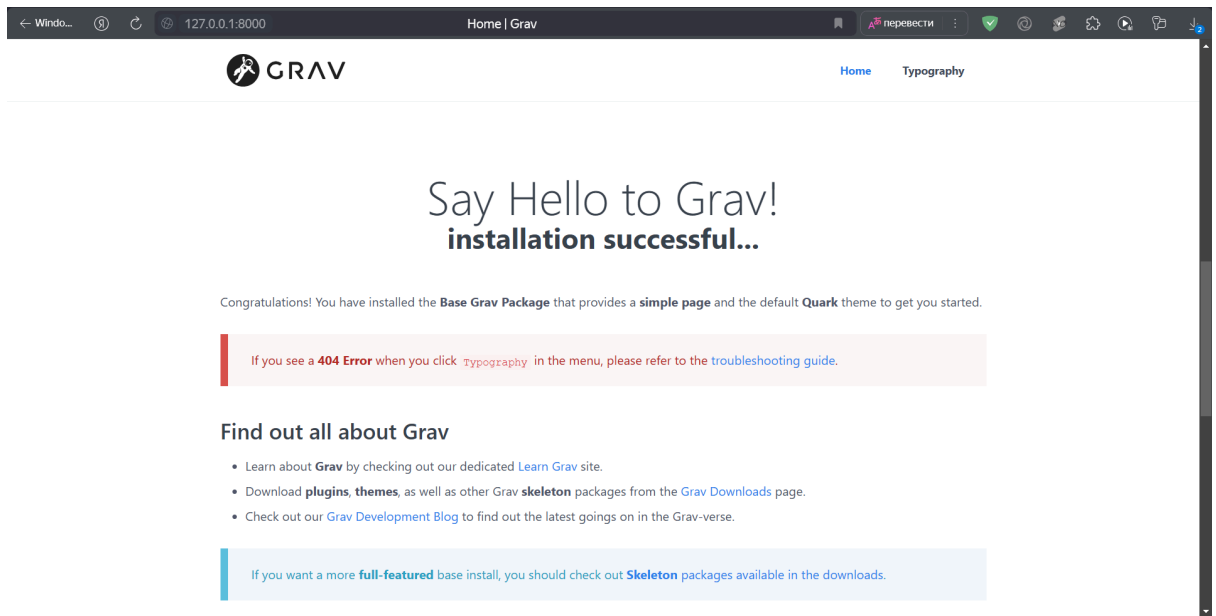 ← Windo...
Я
127.0.0.1:8000
Home | Grav
перевести
2
GRAV
Home
Typography
Say Hello to Grav!
installation successful...
Congratulations! You have installed the Base Grav Package that provides a simple page and the default Quark theme to get you started.
If you see a 404 Error when you click Typography in the menu, please refer to the troubleshooting guide.
Find out all about Grav
• Learn about Grav by checking out our dedicated Learn Grav site.
• Download plugins, themes, as well as other Grav skeleton packages from the Grav Downloads page.
• Check out our Grav Development Blog to find out the latest goings on in the Grav-verse.
If you want a more full-featured base install, you should check out Skeleton packages available in the downloads.